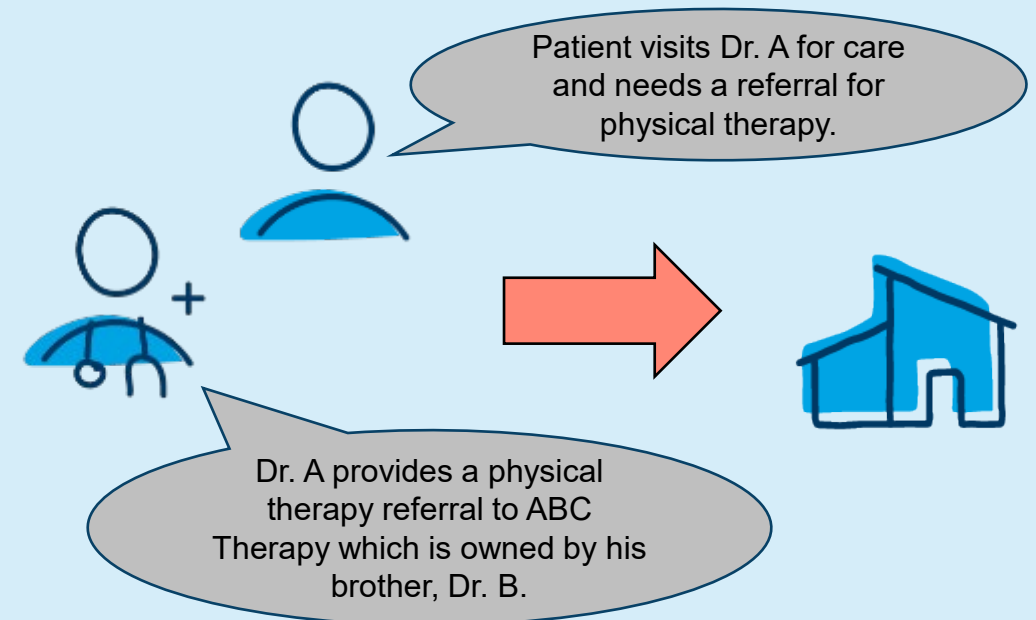 Patient visits Dr. A for care
and needs a referral for
physical therapy.
Dr. A provides a physical
therapy referral to ABC
Therapy which is owned by his
brother, Dr. B.